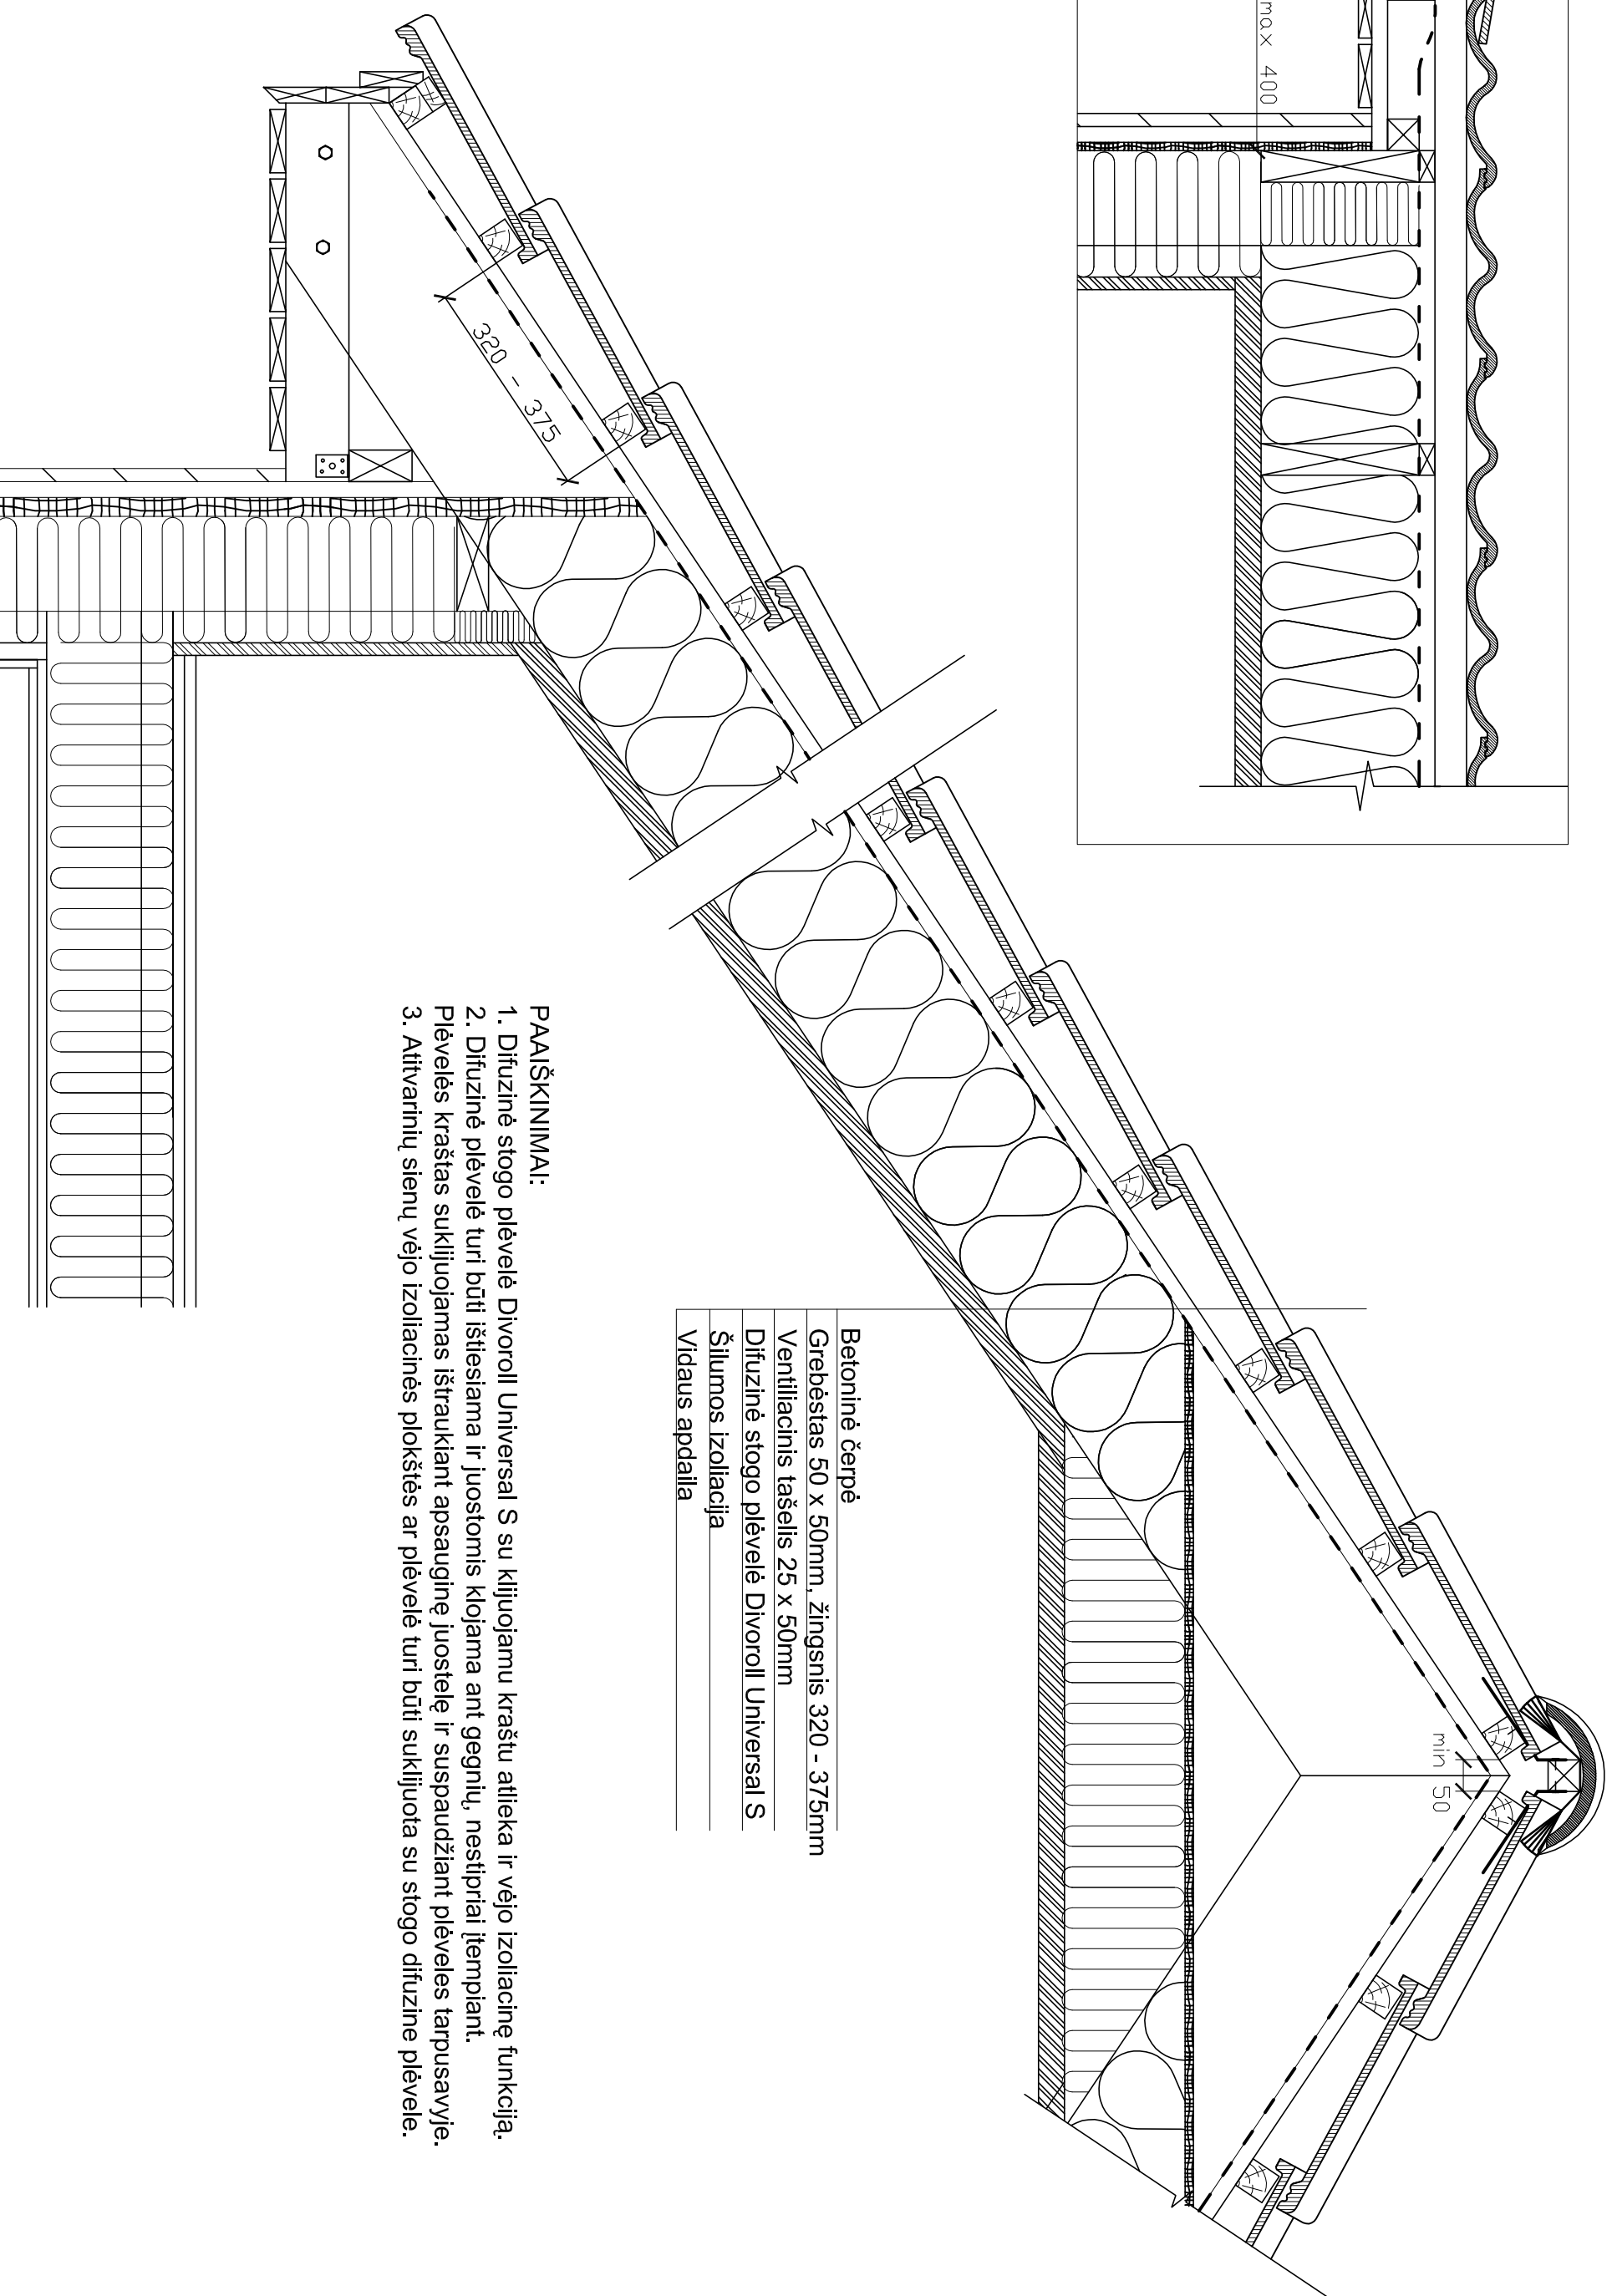 max 400
320 - 375
min 50
Betoninė čerpė
Grebėstas 50 x 50mm, žingsnis 320 - 375mm
Ventiliacinis tašelis 25 x 50mm
Difuzinė stogo plėvelė Divoroll Universal S
Šilumos izoliacija
Vidaus apdaila
PAAIŠKINIMAI:
1. Difuzinė stogo plėvelė Divoroll Universal S su klijuojamu kraštu atlieka ir vėjo izoliacinę funkciją.
2. Difuzinė plėvelė turi būti ištiesiama ir juostomis klojama ant gegnių, nestipriai įtempiant.
Plėvelės kraštas suklijuojamas ištraukiant apsauginę juostelę ir suspaudžiant plėveles tarpusavyje.
3. Atitvarinių sienų vėjo izoliacinės plokštės ar plėvelė turi būti suklijuota su stogo difuzine plėvele.